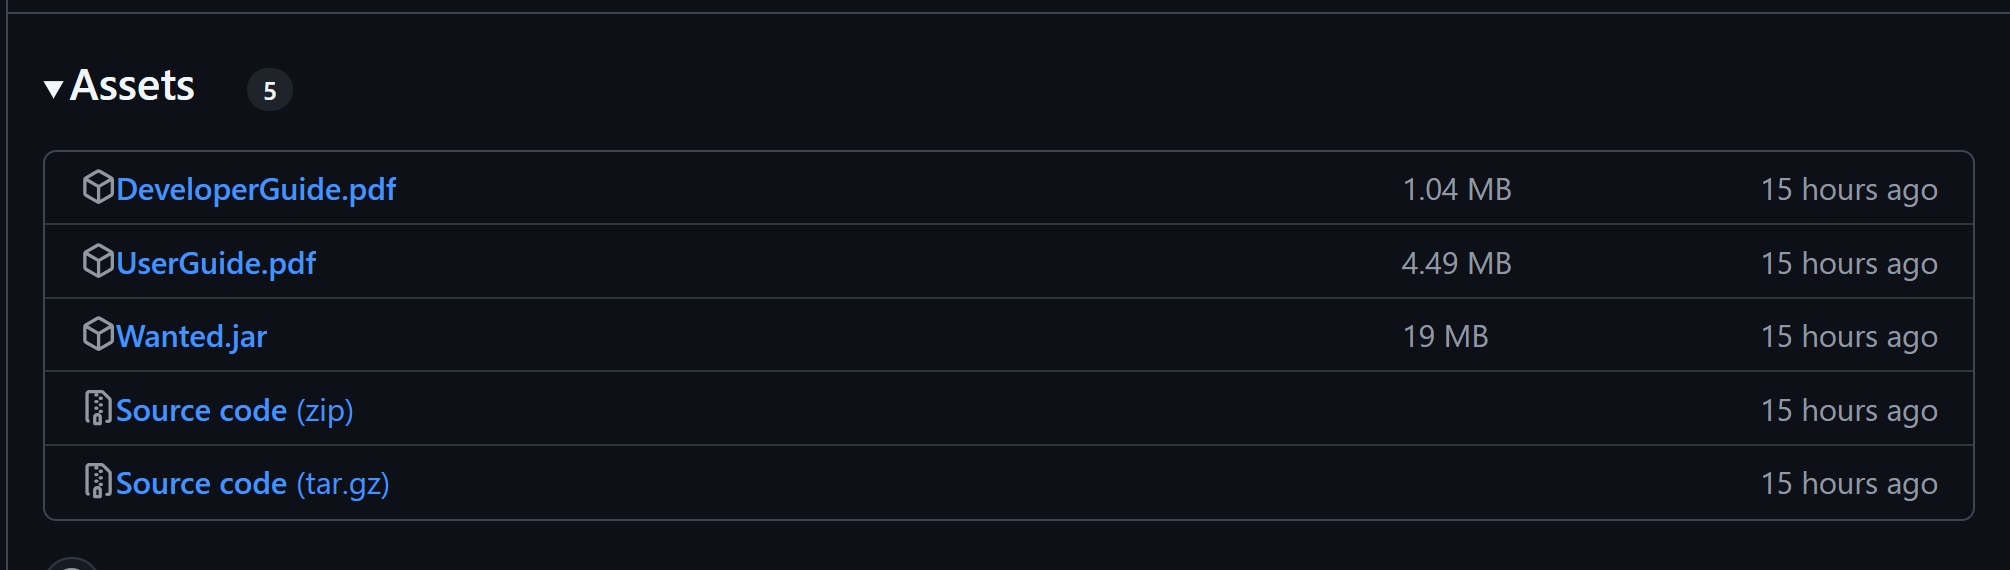 Assets 5
DeveloperGuide.pdf 1.04 MB 15 hours ago
UserGuide.pdf 4.49 MB 15 hours ago
Wanted.jar 19 MB 15 hours ago
Source code (zip) 15 hours ago
Source code (tar.gz) 15 hours ago